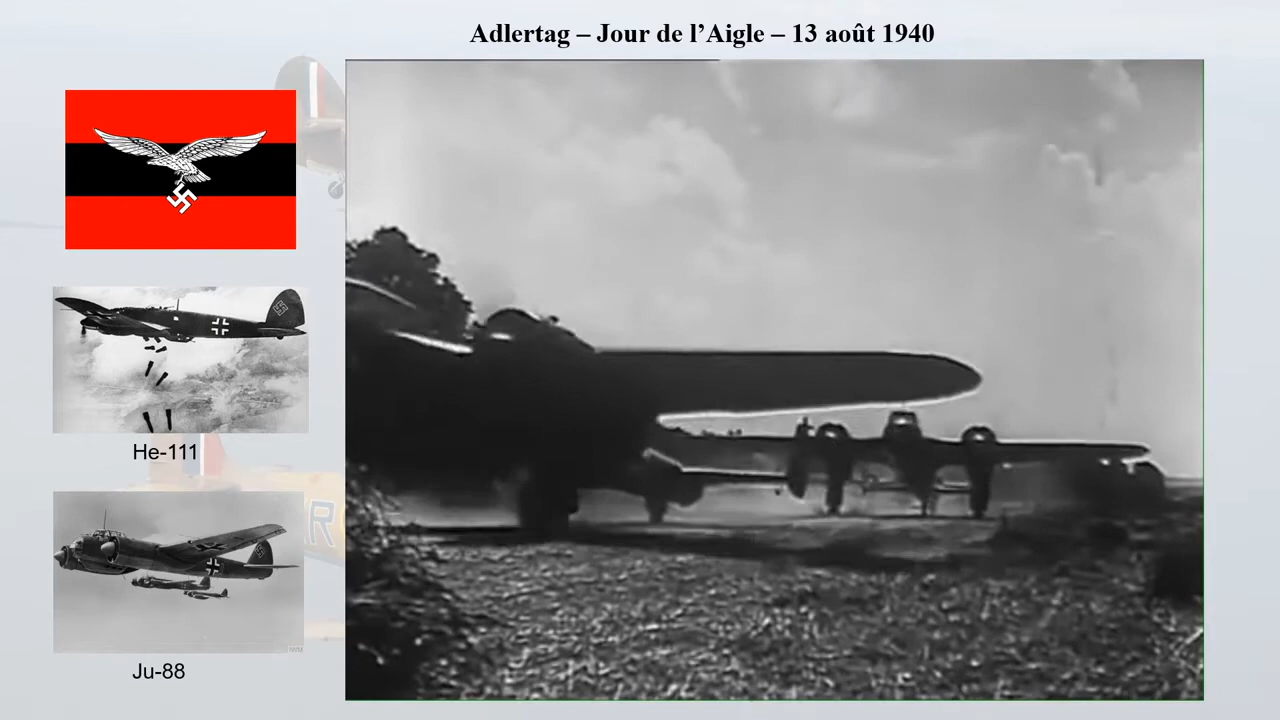 Adlertag – Jour de l’Aigle – 13 août 1940
He-111
R
Ju-88